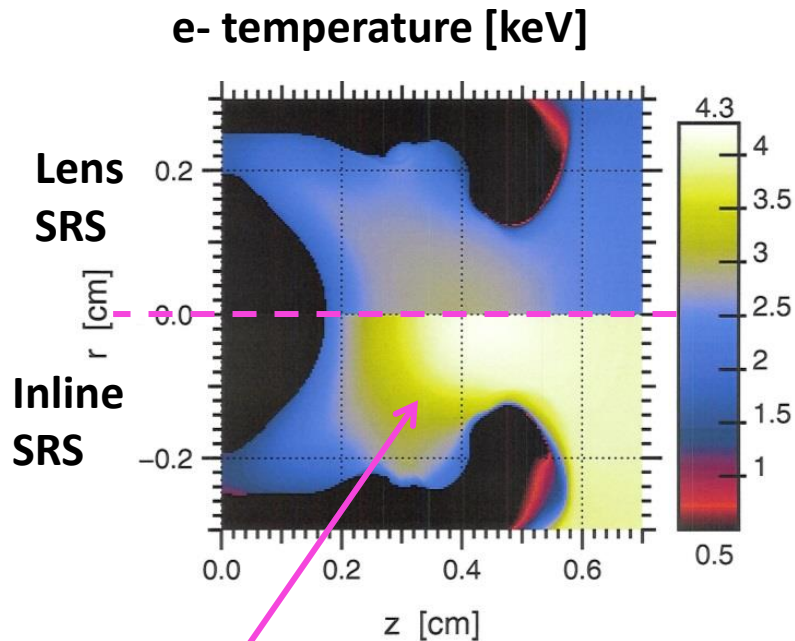 e- temperature [keV]
Lens
SRS
Inline
SRS
r [cm]
0.2
0.0
−0.2
0.0
0.2
0.4
0.6
z [cm]
4.3
4
3.5
3
2.5
2
1.5
1
0.5